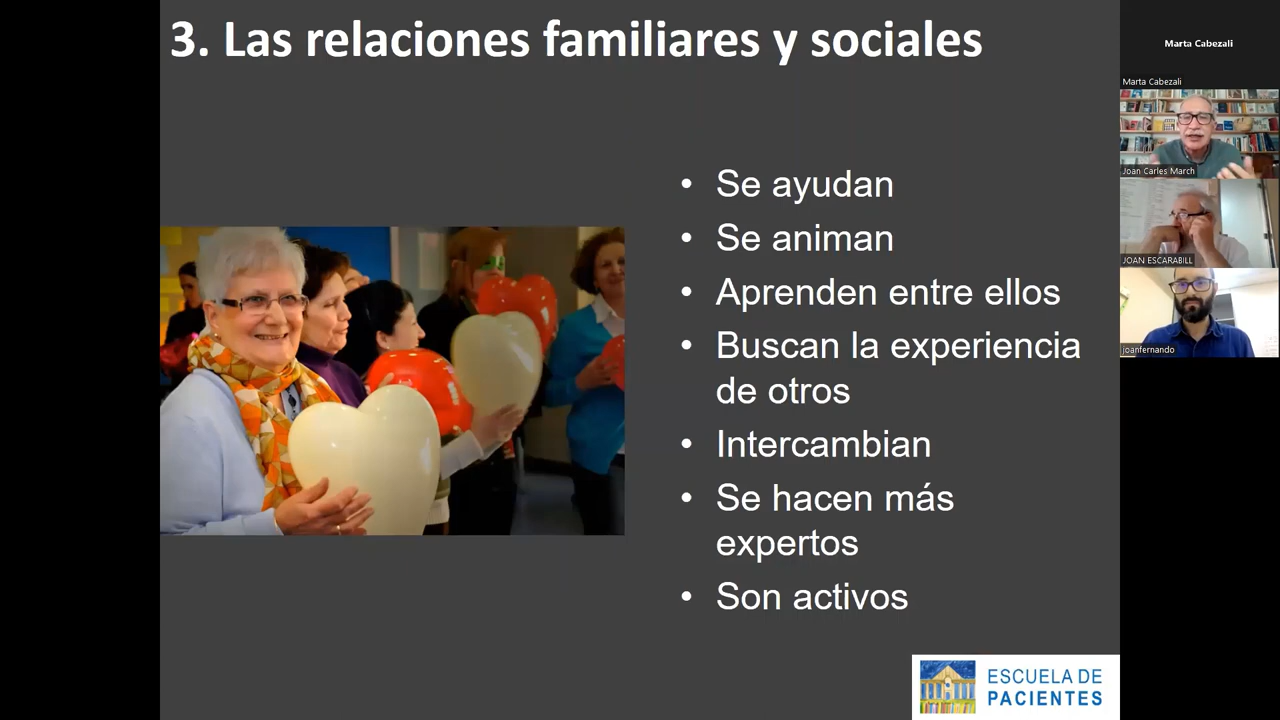 3. Las relaciones familiares y sociales
• Se ayudan
• Se animan
• Aprenden entre ellos
• Buscan la experiencia
de otros
• Intercambian
• Se hacen más
expertos
• Son activos
ESCUELA DE
PACIENTES
Marta Cabezali
Marta Cabezali
Joan Carles March
JOAN ESCARABILL
joanfernando